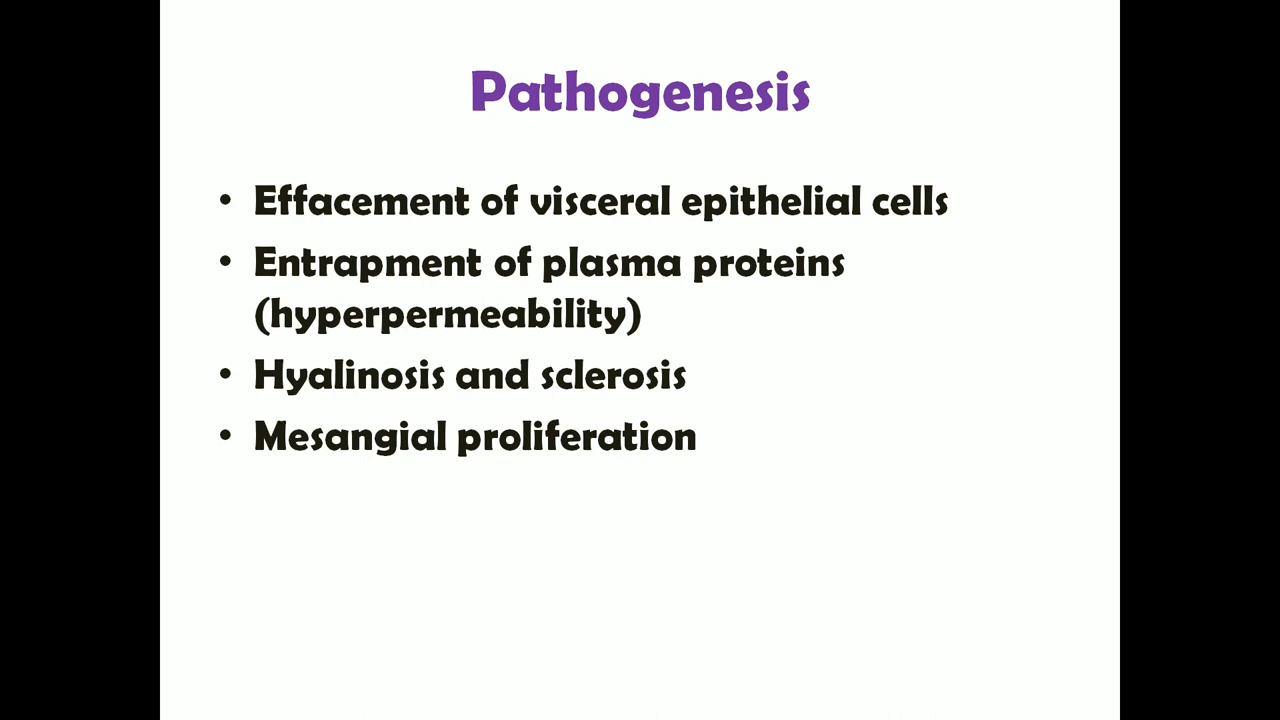 Pathogenesis
• Effacement of visceral epithelial cells
• Entrapment of plasma proteins
(hyperpermeability)
• Hyalinosis and sclerosis
• Mesangial proliferation